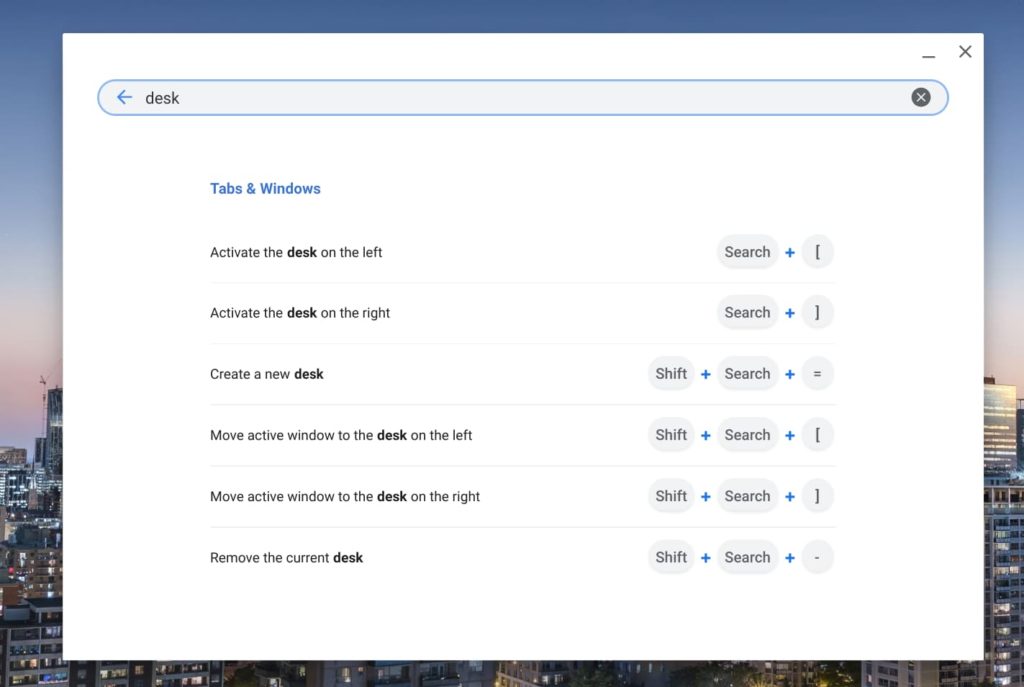 desk
Tabs & Windows
Activate the desk on the left Search + [
Activate the desk on the right Search + ]
Create a new desk Shift + Search + =
Move active window to the desk on the left Shift + Search + [
Move active window to the desk on the right Shift + Search + ]
Remove the current desk Shift + Search + -